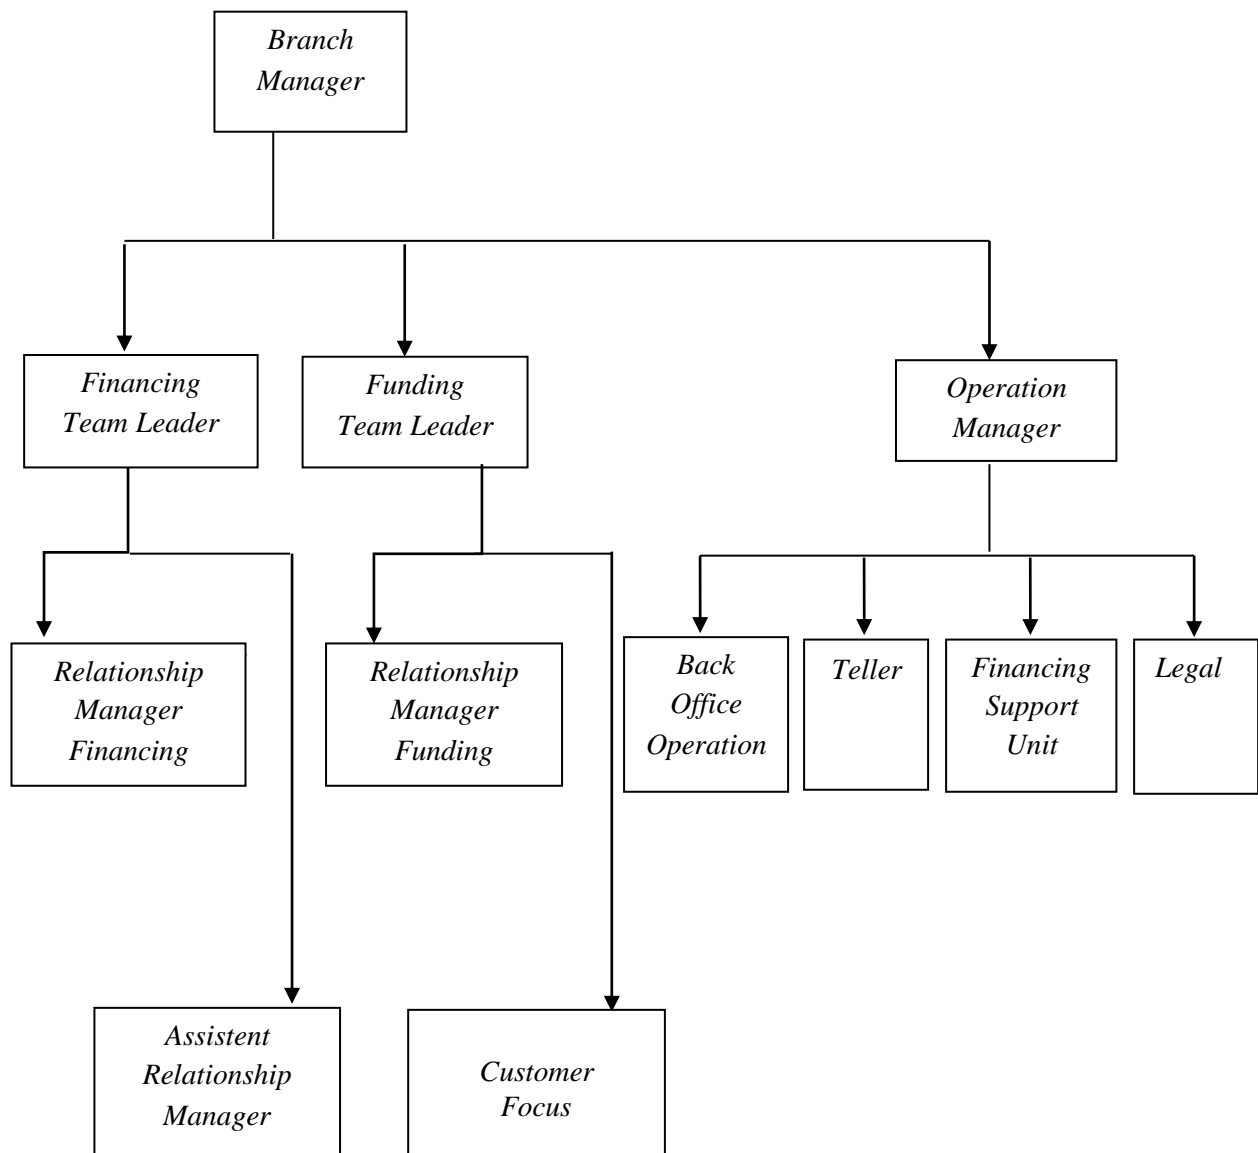 Branch
Manager
Financing
Team Leader
Funding
Team Leader
Operation
Manager
Relationship
Manager
Financing
Relationship
Manager
Funding
Back
Office
Operation
Teller
Financing
Support
Unit
Legal
Assistent
Relationship
Manager
Customer
Focus